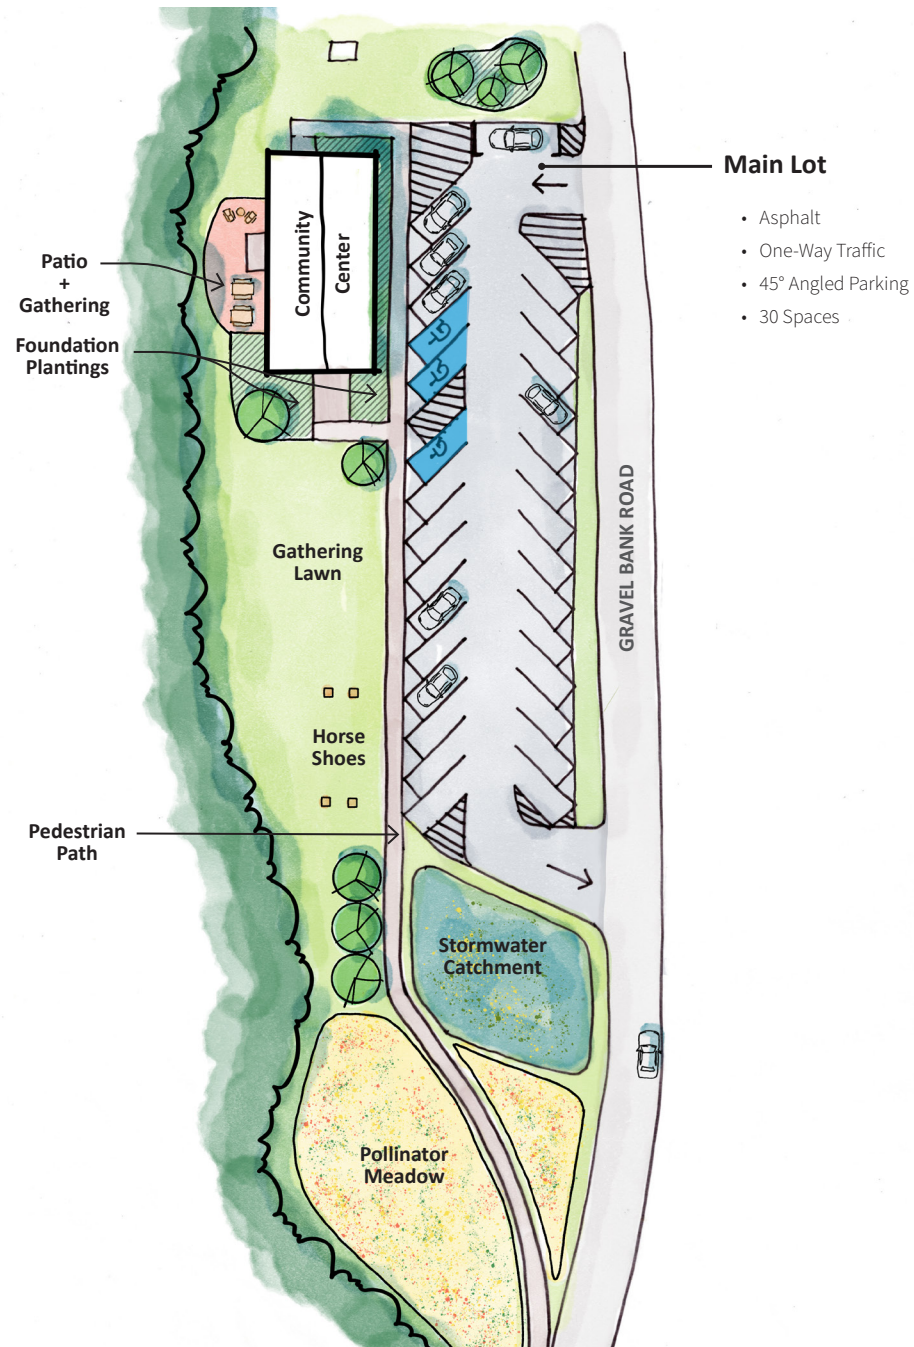 Main Lot
• Asphalt
• One-Way Traffic
• 45° Angled Parking
• 30 Spaces
Community
Center
Patio
+
Gathering
Foundation
Plantings
GRAVEL BANK ROAD
Gathering
Lawn
Horse
Shoes
Pedestrian
Path
Stormwater
Catchment
Pollinator
Meadow